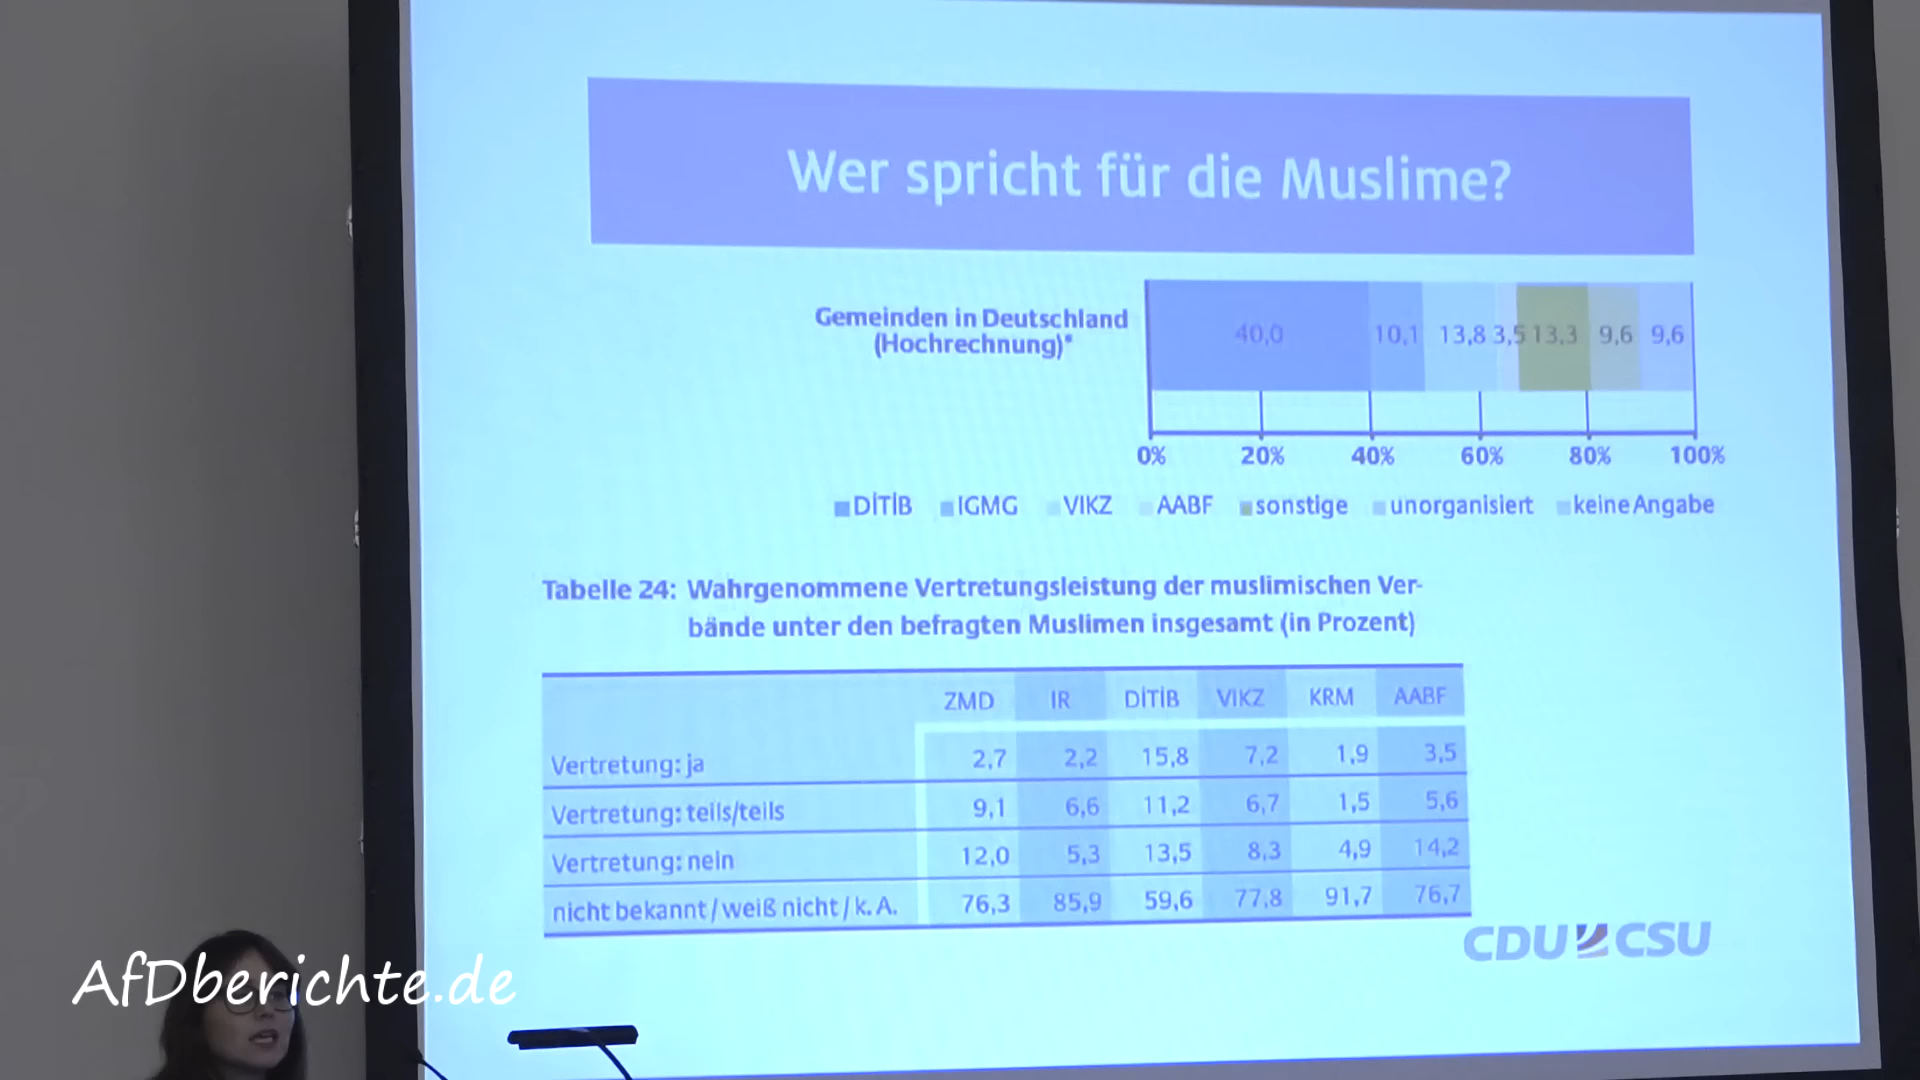 Wer spricht für die Muslime?
Gemeinden in Deutschland
(Hochrechnung)*
40,0 10,1 13,8 3,5 13,3 9,6 9,6
0% 20% 40% 60% 80% 100%
DİTİB IGMG VIKZ AABF sonstige unorganisiert keine Angabe
Tabelle 24: Wahrgenommene Vertretungsleistung der muslimischen Ver-
bände unter den befragten Muslimen insgesamt (in Prozent)
ZMD IR DİTİB VIKZ KRM AABF
Vertretung: ja 2,7 2,2 15,8 7,2 1,9 3,5
Vertretung: teils/teils 9,1 6,6 11,2 6,7 1,5 5,6
Vertretung: nein 12,0 5,3 13,5 8,3 4,9 14,2
nicht bekannt / weiß nicht / k. A. 76,3 85,9 59,6 77,8 91,7 76,7
CDU CSU
AfDberichte.de